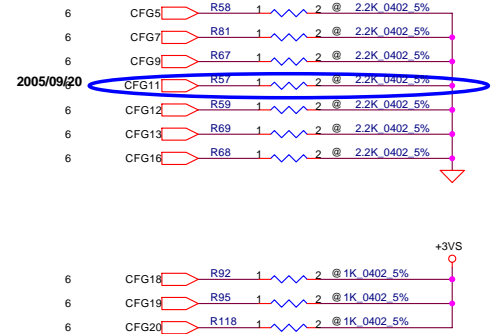 6 CFG5 R58 1 2 @ 2.2K_0402_5%
6 CFG7 R81 1 2 @ 2.2K_0402_5%
6 CFG9 R67 1 2 @ 2.2K_0402_5%
2005/09/20 6 CFG11 R57 1 2 @ 2.2K_0402_5%
6 CFG12 R59 1 2 @ 2.2K_0402_5%
6 CFG13 R69 1 2 @ 2.2K_0402_5%
6 CFG16 R68 1 2 @ 2.2K_0402_5%
+3VS
6 CFG18 R92 1 2 @ 1K_0402_5%
6 CFG19 R95 1 2 @ 1K_0402_5%
6 CFG20 R118 1 2 @ 1K_0402_5%